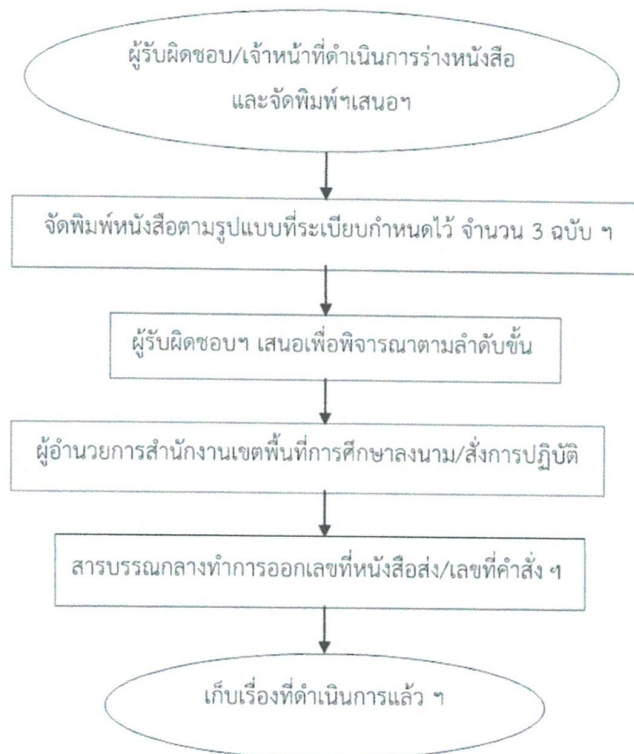 ผู้รับผิดชอบ/เจ้าหน้าที่ดำเนินการร่างหนังสือ
และจัดพิมพ์ฯเสนอฯ
จัดพิมพ์หนังสือตามรูปแบบที่ระเบียบกำหนดไว้ จำนวน 3 ฉบับ ฯ
ผู้รับผิดชอบฯ เสนอเพื่อพิจารณาตามลำดับขั้น
ผู้อำนวยการสำนักงานเขตพื้นที่การศึกษาลงนาม/สั่งการปฏิบัติ
สารบรรณกลางทำการออกเลขที่หนังสือส่ง/เลขที่คำสั่ง ฯ
เก็บเรื่องที่ดำเนินการแล้ว ฯ